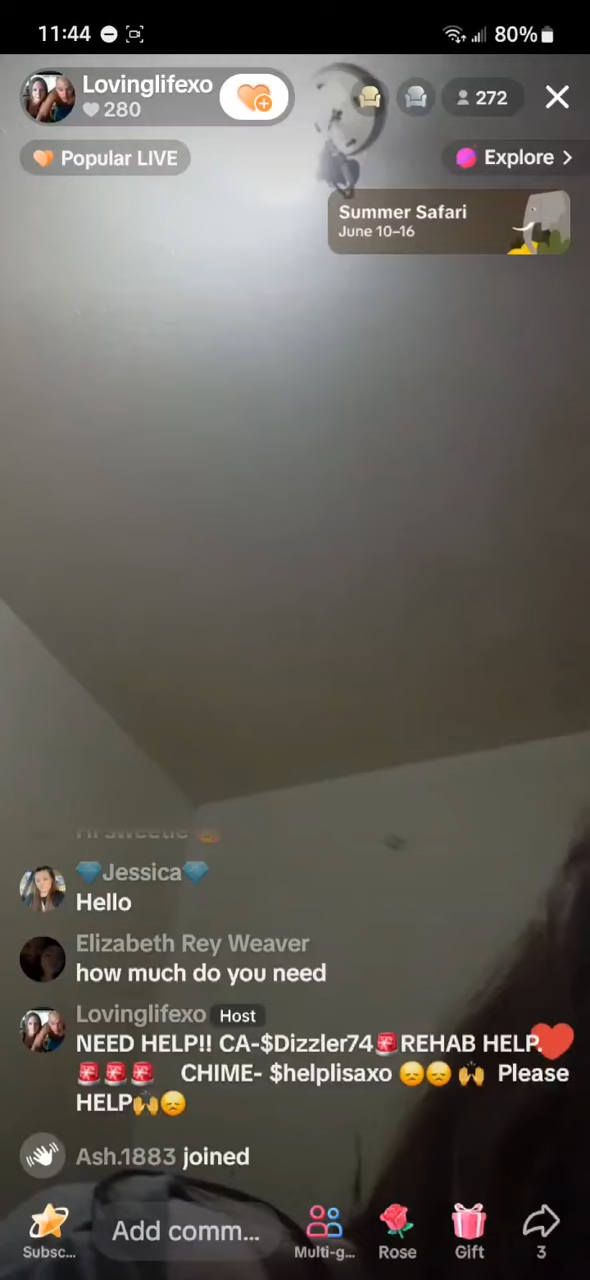 11:44
80%
Lovinglifexo
280
272
Popular LIVE
Explore >
Summer Safari
June 10–16
Hi sweetie
💎Jessica💎
Hello
Elizabeth Rey Weaver
how much do you need
Lovinglifexo Host
NEED HELP!! CA-$Dizzler74🚨REHAB HELP.
🚨🚨🚨 CHIME- $helplisaxo 😞😞 🙌 Please
HELP🙌😞
Ash.1883 joined
Subsc...
Add comm...
Multi-g...
Rose
Gift
3